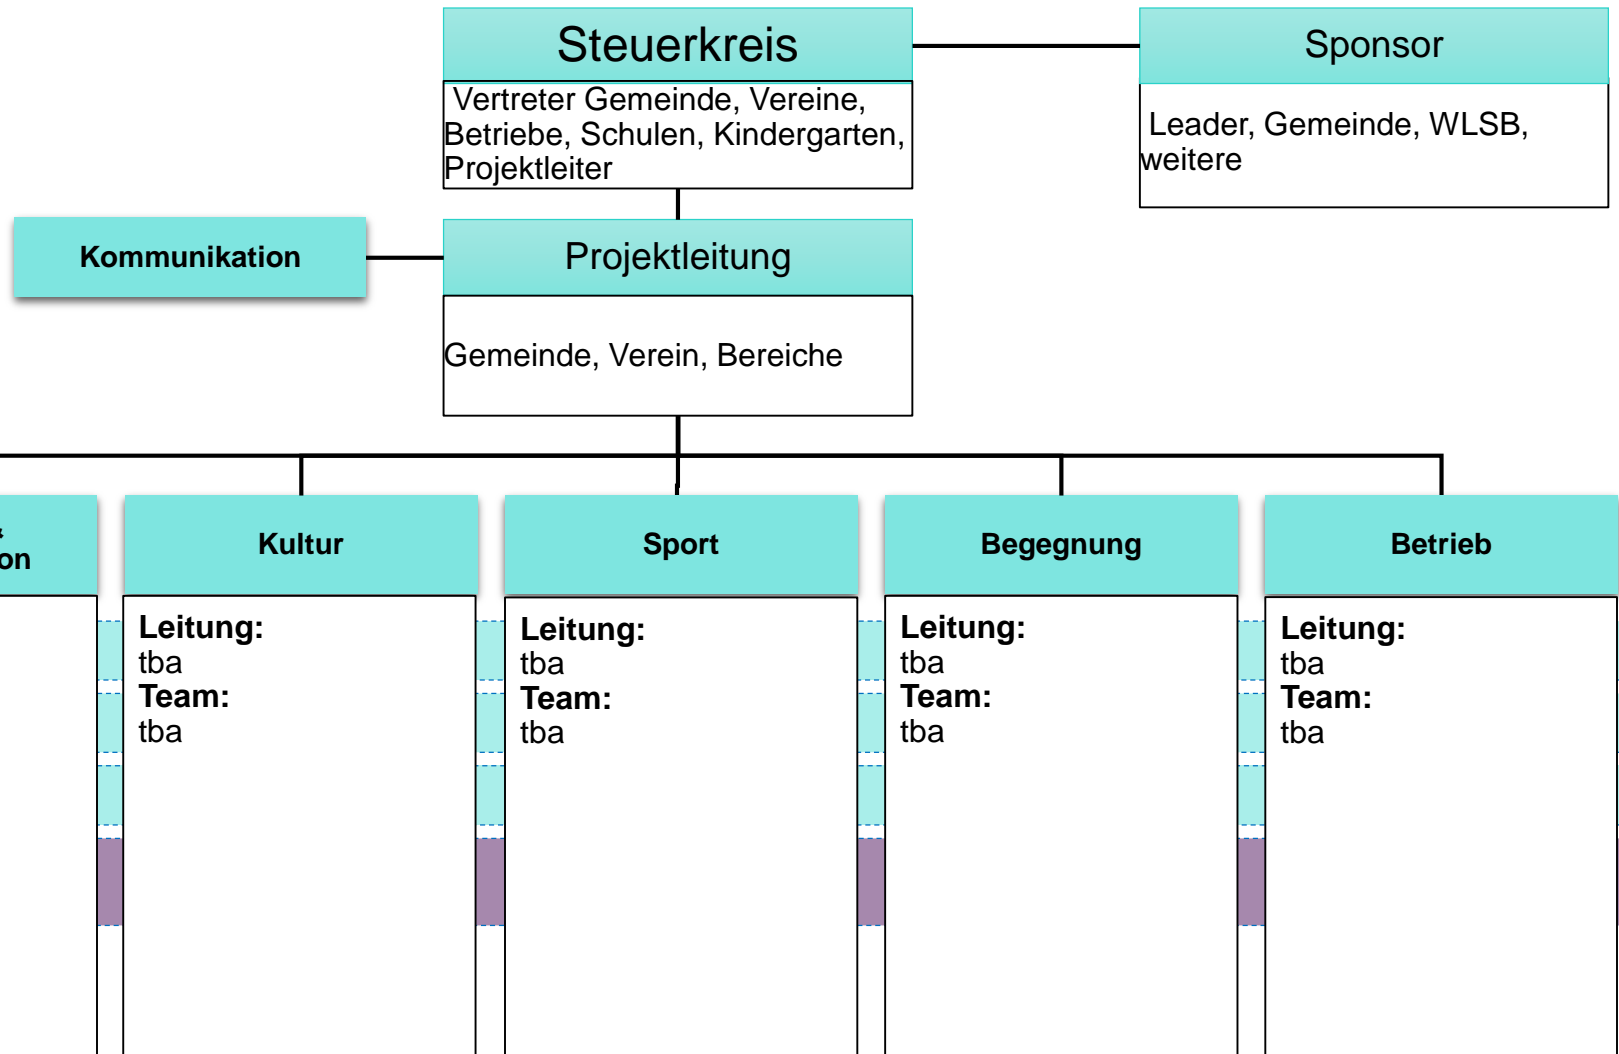 Steuerkreis
Vertreter Gemeinde, Vereine,
Betriebe, Schulen, Kindergarten,
Projektleiter
Sponsor
Leader, Gemeinde, WLSB,
weitere
Kommunikation
Projektleitung
Gemeinde, Verein, Bereiche
Kultur
Leitung:
tba
Team:
tba
Sport
Leitung:
tba
Team:
tba
Begegnung
Leitung:
tba
Team:
tba
Betrieb
Leitung:
tba
Team:
tba